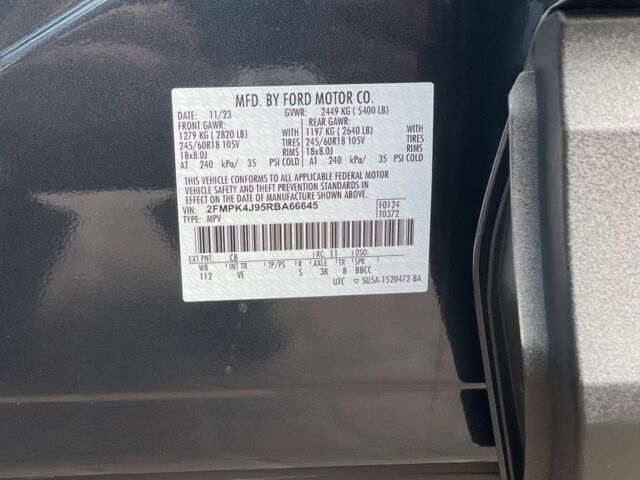 MFD. BY FORD MOTOR CO.
DATE: 11/23 GVWR: 2449 KG ( 5400 LB)
FRONT GAWR: REAR GAWR:
1279 KG ( 2820 LB) WITH 1197 KG ( 2640 LB) WITH
245/60R18 105V TIRES 245/60R18 105V TIRES
18x8.0J RIMS 18x8.0J RIMS
AT 240 kPa/ 35 PSI COLD AT 240 kPa/ 35 PSI COLD
THIS VEHICLE CONFORMS TO ALL APPLICABLE FEDERAL MOTOR
VEHICLE SAFETY, BUMPER, AND THEFT PREVENTION STANDARDS IN
EFFECT ON THE DATE OF MANUFACTURE SHOWN ABOVE.
VIN: 2FMPK4J95RBA66645 F0124
TYPE: MPV T0372
EXT PNT: C8 RC: 11 DSO:
WB INT TR TP/PS R AXLE TR SPR
112 VE S 3K B BBCC
UTC ▽ 5U5A-1520472-BA